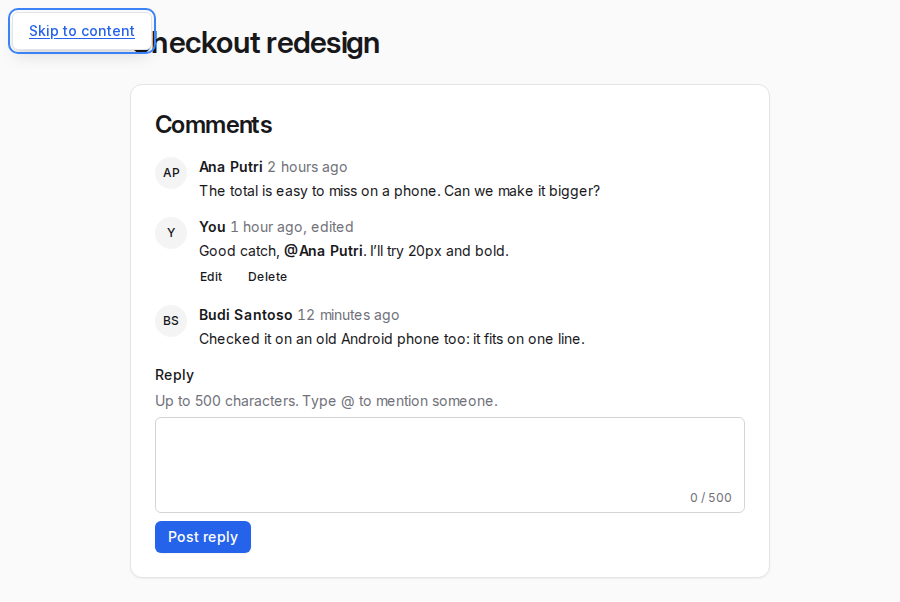 Skip to content
Checkout redesign
Comments
AP
Ana Putri 2 hours ago
The total is easy to miss on a phone. Can we make it bigger?
Y
You 1 hour ago, edited
Good catch, @Ana Putri. I’ll try 20px and bold.
Edit Delete
BS
Budi Santoso 12 minutes ago
Checked it on an old Android phone too: it fits on one line.
Reply
Up to 500 characters. Type @ to mention someone.
0 / 500
Post reply